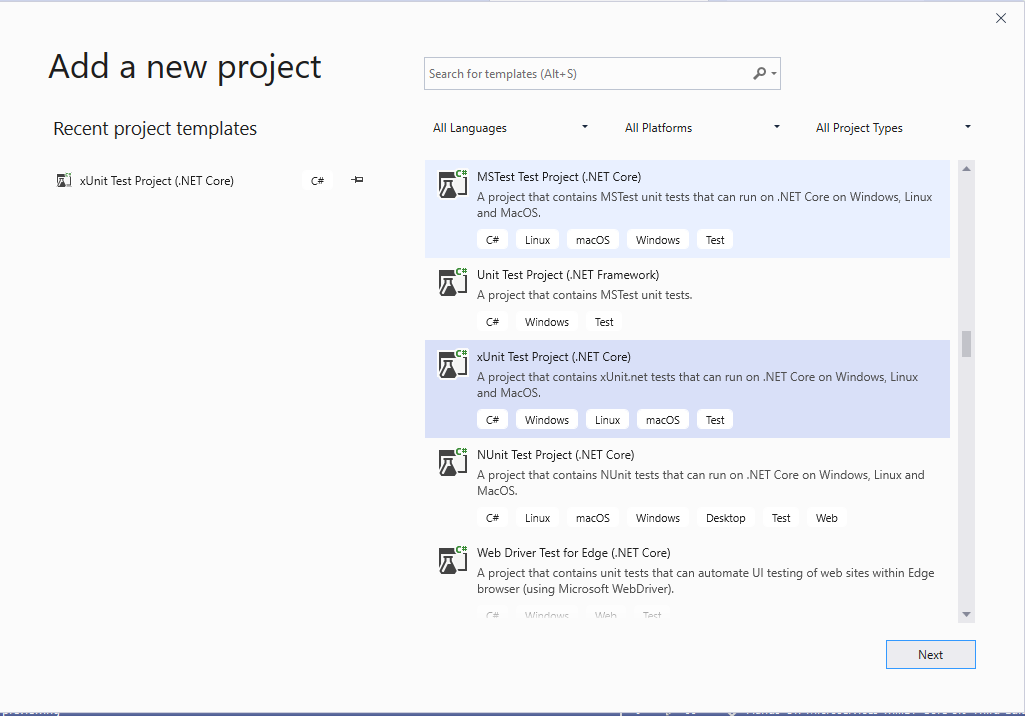 Add a new project
Search for templates (Alt+S)
Recent project templates
All Languages
All Platforms
All Project Types
xUnit Test Project (.NET Core)
C#
MSTest Test Project (.NET Core)
A project that contains MSTest unit tests that can run on .NET Core on Windows, Linux
and MacOS.
C# Linux macOS Windows Test
Unit Test Project (.NET Framework)
A project that contains MSTest unit tests.
C# Windows Test
xUnit Test Project (.NET Core)
A project that contains xUnit.net tests that can run on .NET Core on Windows, Linux
and MacOS.
C# Windows Linux macOS Test
NUnit Test Project (.NET Core)
A project that contains NUnit tests that can run on .NET Core on Windows, Linux and
MacOS.
C# Linux macOS Windows Desktop Test Web
Web Driver Test for Edge (.NET Core)
A project that contains unit tests that can automate UI testing of web sites within Edge
browser (using Microsoft WebDriver).
C# Windows Web Test
Next